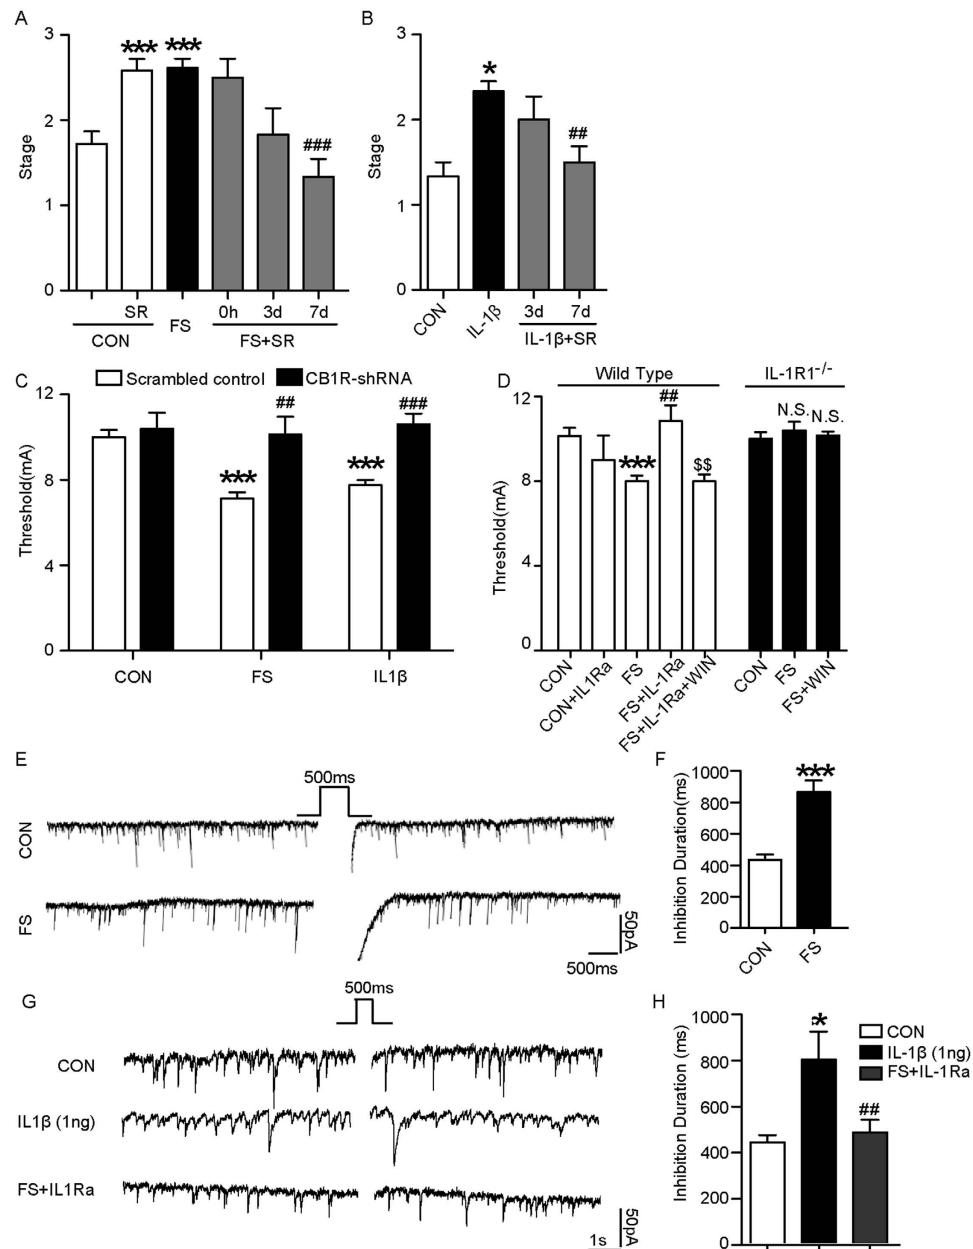 A
3
2
1
0
Stage
***
***
###
SR
0h
3d
7d
CON
FS
FS+SR
B
3
2
1
0
Stage
*
##
CON
IL-1β
3d
7d
IL-1β+SR
C
Scrambled control
CB1R-shRNA
12
8
4
0
Threshold(mA)
***
##
***
###
CON
FS
IL1β
D
Wild Type
IL-1R1-/-
12
8
4
0
Threshold(mA)
***
##
$$
N.S.
N.S.
CON
CON+IL1Ra
FS
FS+IL-1Ra
FS+IL-1Ra+WIN
CON
FS
FS+WIN
E
500ms
CON
FS
50pA
500ms
F
1000
800
600
400
200
0
Inhibition Duration(ms)
***
CON
FS
G
500ms
CON
IL1β (1ng)
FS+IL1Ra
50pA
1s
H
1000
800
600
400
200
0
Inhibition Duration (ms)
*
##
CON
IL-1β (1ng)
FS+IL-1Ra